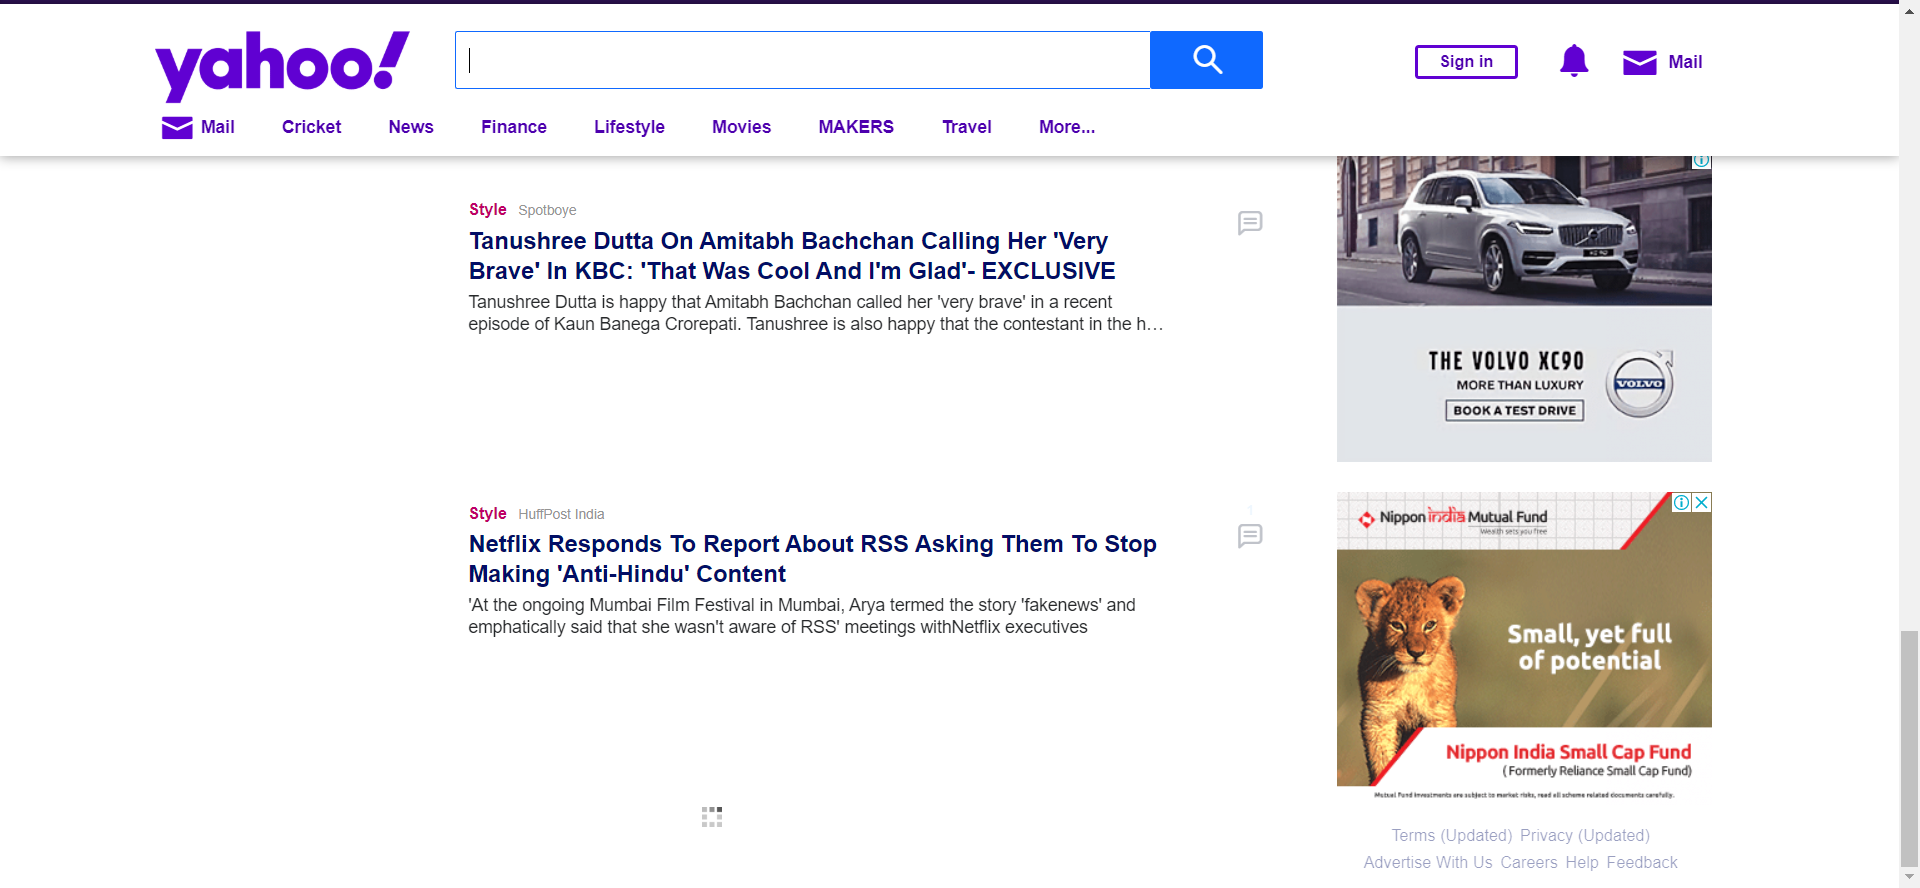 yahoo!
Sign in
Mail
Mail Cricket News Finance Lifestyle Movies MAKERS Travel More...
Style Spotboye
Tanushree Dutta On Amitabh Bachchan Calling Her 'Very
Brave' In KBC: 'That Was Cool And I'm Glad'- EXCLUSIVE
Tanushree Dutta is happy that Amitabh Bachchan called her 'very brave' in a recent
episode of Kaun Banega Crorepati. Tanushree is also happy that the contestant in the h…
Style HuffPost India
1
Netflix Responds To Report About RSS Asking Them To Stop
Making 'Anti-Hindu' Content
'At the ongoing Mumbai Film Festival in Mumbai, Arya termed the story 'fakenews' and
emphatically said that she wasn't aware of RSS' meetings withNetflix executives
THE VOLVO XC90
MORE THAN LUXURY
BOOK A TEST DRIVE
VOLVO
Nippon india Mutual Fund
Wealth sets you free
Small, yet full
of potential
Nippon India Small Cap Fund
( Formerly Reliance Small Cap Fund)
Mutual Fund investments are subject to market risks, read all scheme related documents carefully.
Terms (Updated) Privacy (Updated)
Advertise With Us Careers Help Feedback